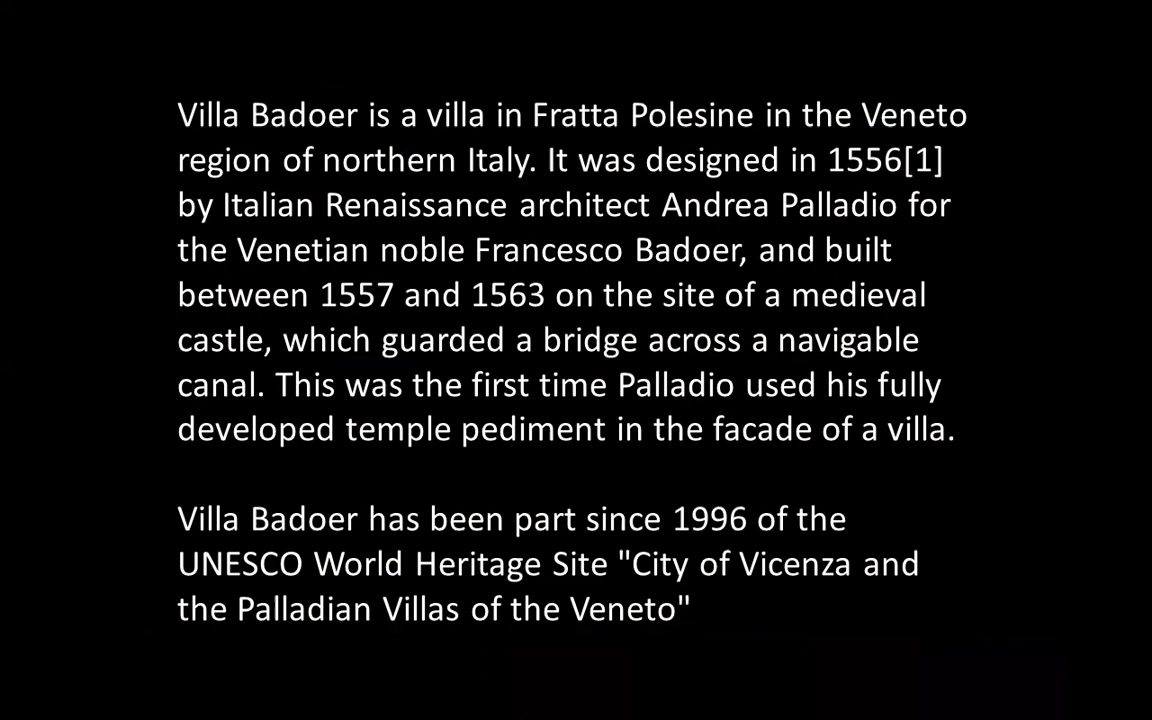 Villa Badoer is a villa in Fratta Polesine in the Veneto
region of northern Italy. It was designed in 1556[1]
by Italian Renaissance architect Andrea Palladio for
the Venetian noble Francesco Badoer, and built
between 1557 and 1563 on the site of a medieval
castle, which guarded a bridge across a navigable
canal. This was the first time Palladio used his fully
developed temple pediment in the facade of a villa.
Villa Badoer has been part since 1996 of the
UNESCO World Heritage Site "City of Vicenza and
the Palladian Villas of the Veneto"